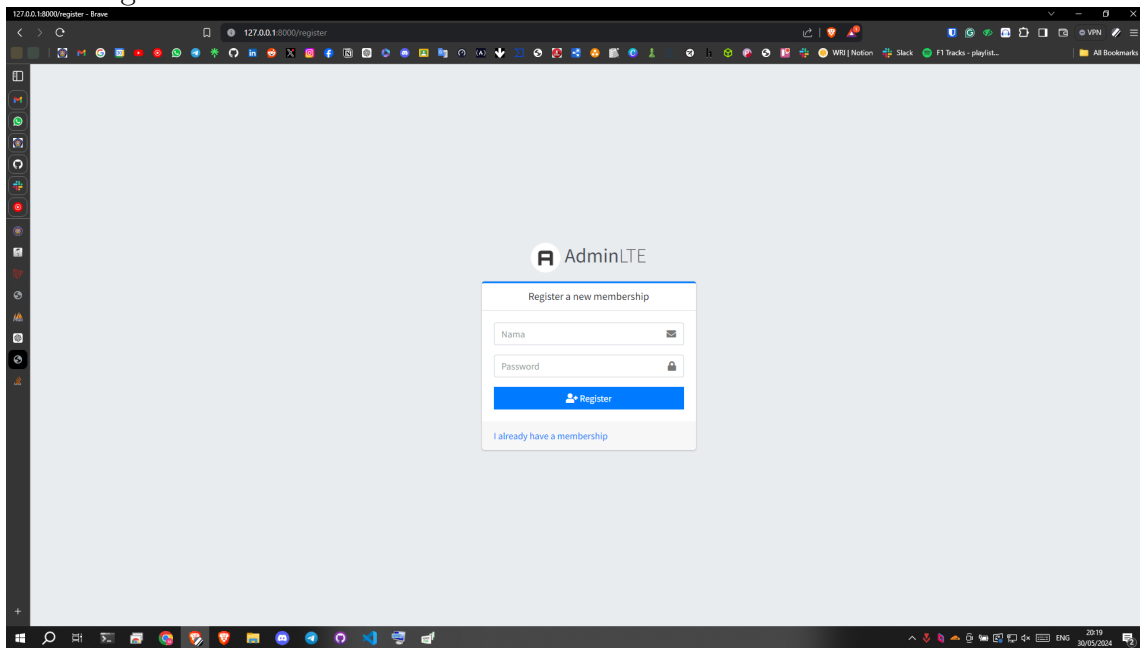 127.0.0.1:8000/register - Brave
127.0.0.1:8000/register
VPN
WRI | Notion
Slack
F1 Tracks - playlist...
All Bookmarks
AdminLTE
Register a new membership
Nama
Password
Register
I already have a membership
ENG
20:19
30/05/2024